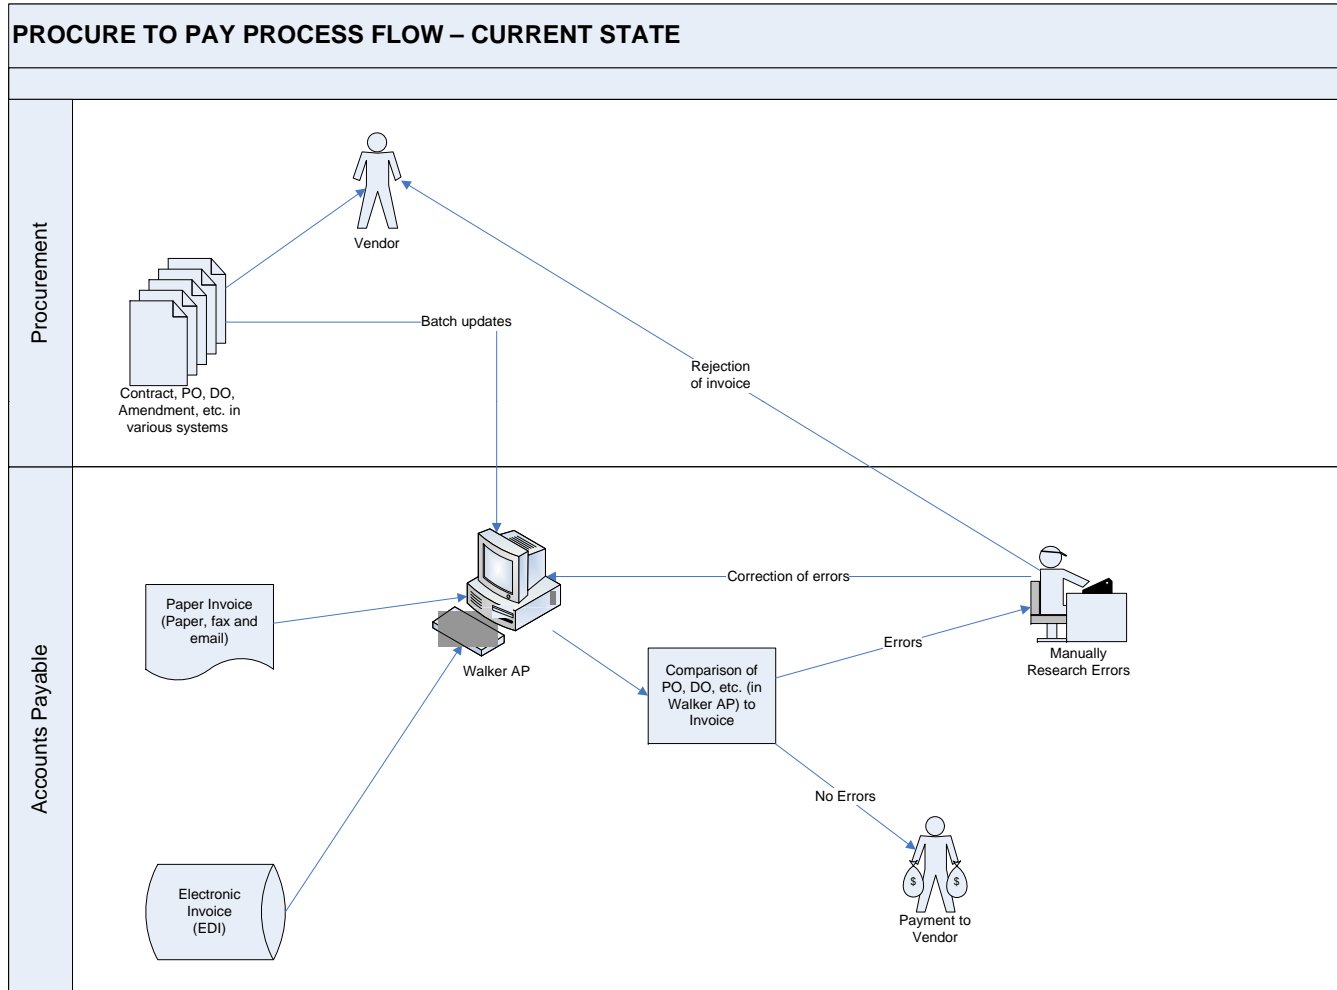 PROCURE TO PAY PROCESS FLOW – CURRENT STATE
Procurement
Vendor
Batch updates
Rejection
of invoice
Contract, PO, DO,
Amendment, etc. in
various systems
Accounts Payable
Paper Invoice
(Paper, fax and
email)
Walker AP
Correction of errors
Manually
Research Errors
Errors
Comparison of
PO, DO, etc. (in
Walker AP) to
Invoice
No Errors
$ $
Payment to
Vendor
Electronic
Invoice
(EDI)